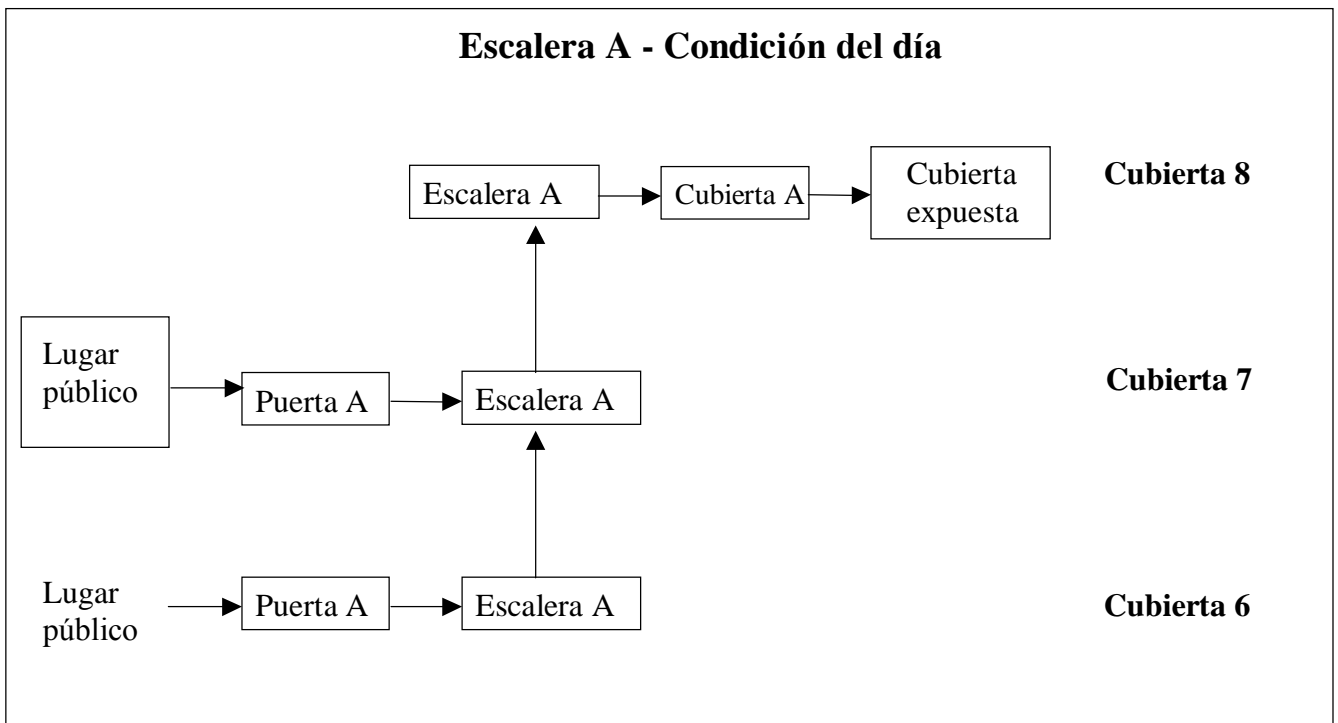 Escalera A - Condición del día
Escalera A
Cubierta A
Cubierta
expuesta
Cubierta 8
Lugar
público
Puerta A
Escalera A
Cubierta 7
Lugar
público
Puerta A
Escalera A
Cubierta 6